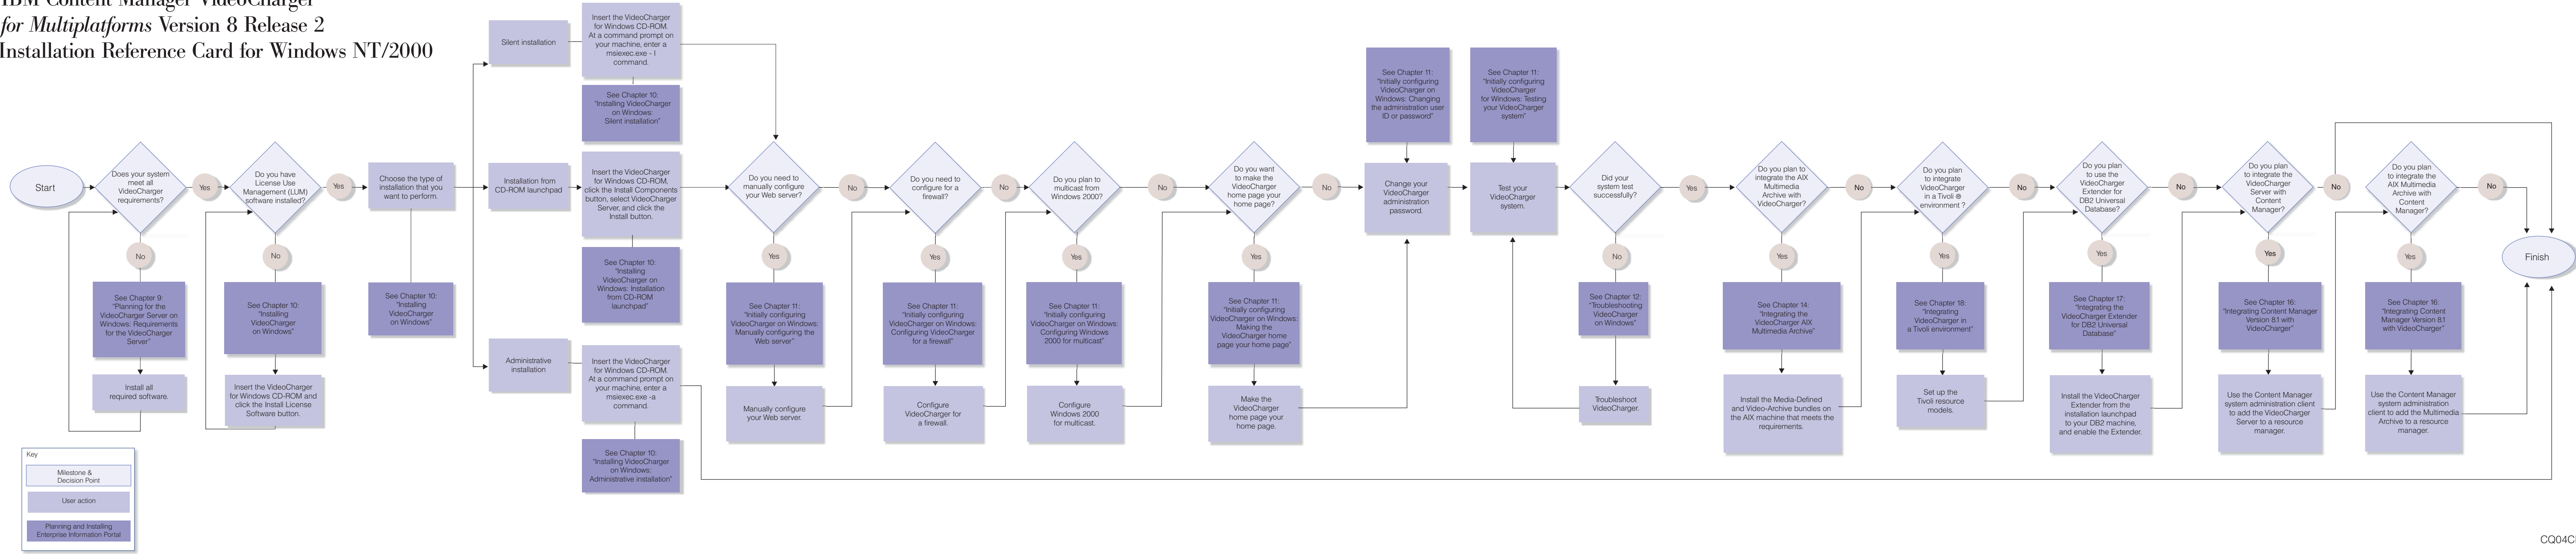 IBM Content Manager VideoCharger
for Multiplatforms Version 8 Release 2
Installation Reference Card for Windows NT/2000
Start
Does your system
meet all
VideoCharger
requirements?
Yes
No
See Chapter 9:
"Planning for the
VideoCharger Server on
Windows: Requirements
for the VideoCharger
Server"
Install all
required software.
Do you have
License Use
Management (LUM)
software installed?
Yes
No
See Chapter 10:
"Installing
VideoCharger
on Windows"
Insert the VideoCharger
for Windows CD-ROM and
click the Install License
Software button.
Choose the type of
installation that you
want to perform.
See Chapter 10:
"Installing
VideoCharger
on Windows"
Silent installation
Insert the VideoCharger
for Windows CD-ROM.
At a command prompt on
your machine, enter a
msiexec.exe - I
command.
See Chapter 10:
"Installing VideoCharger
on Windows:
Silent installation"
Installation from
CD-ROM launchpad
Insert the VideoCharger
for Windows CD-ROM,
click the Install Components
button, select VideoCharger
Server, and click the
Install button.
See Chapter 10:
"Installing
VideoCharger on
Windows: Installation
from CD-ROM
launchpad"
Administrative
installation
Insert the VideoCharger
for Windows CD-ROM.
At a command prompt on
your machine, enter a
msiexec.exe -a
command.
See Chapter 10:
"Installing VideoCharger
on Windows:
Administrative installation"
Do you need to
manually configure
your Web server?
No
Yes
See Chapter 11:
"Initially configuring
VideoCharger on Windows:
Manually configuring the
Web server"
Manually configure
your Web server.
Do you need to
configure for a
firewall?
No
Yes
See Chapter 11:
"Initially configuring
VideoCharger on Windows:
Configuring VideoCharger
for a firewall"
Configure
VideoCharger for
a firewall.
Do you plan to
multicast from
Windows 2000?
No
Yes
See Chapter 11:
"Initially configuring
VideoCharger on Windows:
Configuring Windows
2000 for multicast"
Configure
Windows 2000
for multicast.
Do you want
to make the
VideoCharger
home page your
home page?
No
Yes
See Chapter 11:
"Initially configuring
VideoCharger on Windows:
Making the
VideoCharger home
page your home page"
Make the
VideoCharger
home page your
home page.
See Chapter 11:
"Initially configuring
VideoCharger on
Windows: Changing
the administration user
ID or password"
Change your
VideoCharger
administration
password.
See Chapter 11:
"Initially configuring
VideoCharger
for Windows: Testing
your VideoCharger
system"
Test your
VideoCharger
system.
Did your
system test
successfully?
Yes
No
See Chapter 12:
"Troubleshooting
VideoCharger
on Windows"
Troubleshoot
VideoCharger.
Do you plan to
integrate the AIX
Multimedia
Archive with
VideoCharger?
No
Yes
See Chapter 14:
"Integrating the
VideoCharger AIX
Multimedia Archive"
Install the Media-Defined
and Video-Archive bundles on
the AIX machine that meets the
requirements.
Do you plan
to integrate
VideoCharger
in a Tivoli ®
environment ?
No
Yes
See Chapter 18:
"Integrating
VideoCharger in
a Tivoli environment"
Set up the
Tivoli resource
models.
Do you plan
to use the
VideoCharger
Extender for
DB2 Universal
Database?
No
Yes
See Chapter 17:
"Integrating the
VideoCharger Extender
for DB2 Universal
Database"
Install the VideoCharger
Extender from the
installation launchpad
to your DB2 machine,
and enable the Extender.
Do you plan
to integrate the
VideoCharger
Server with
Content
Manager?
No
Yes
See Chapter 16:
"Integrating Content Manager
Version 8.1 with
VideoCharger"
Use the Content Manager
system administration client
to add the VideoCharger
Server to a resource
manager.
Do you plan
to integrate the
AIX Multimedia
Archive with
Content
Manager?
No
Yes
See Chapter 16:
"Integrating Content
Manager Version 8.1
with VideoCharger"
Use the Content Manager
system administration
client to add the Multimedia
Archive to a resource
manager.
Finish
Key
Milestone &
Decision Point
User action
Planning and Installing
Enterprise Information Portal